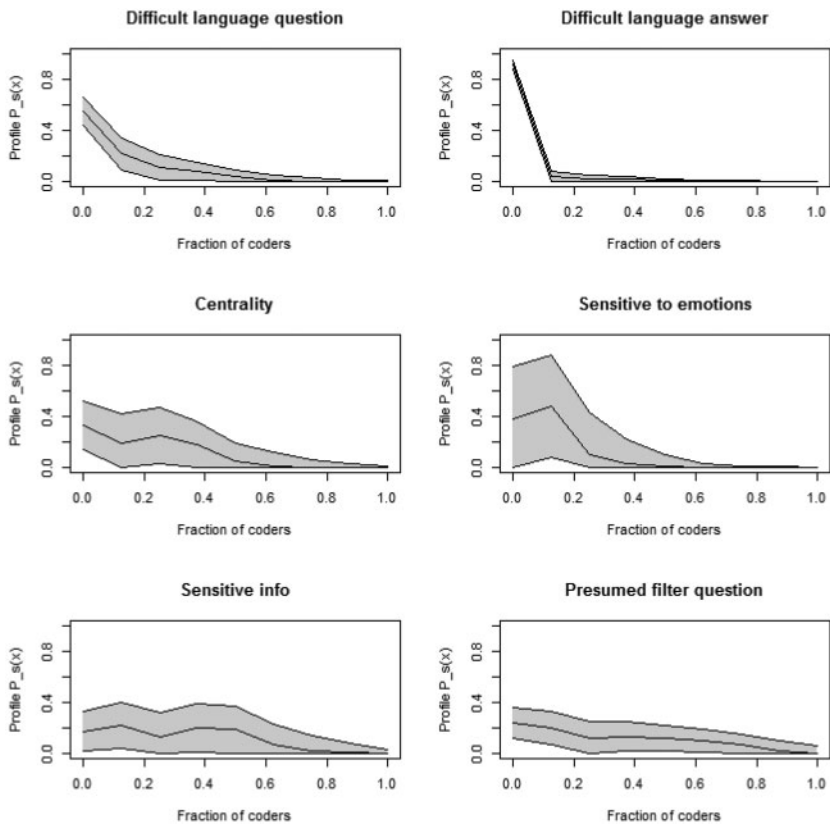 Difficult language question
Profile P_s(x)
0.0 0.4 0.8
0.0 0.2 0.4 0.6 0.8 1.0
Fraction of coders
Difficult language answer
Profile P_s(x)
0.0 0.4 0.8
0.0 0.2 0.4 0.6 0.8 1.0
Fraction of coders
Centrality
Profile P_s(x)
0.0 0.4 0.8
0.0 0.2 0.4 0.6 0.8 1.0
Fraction of coders
Sensitive to emotions
Profile P_s(x)
0.0 0.4 0.8
0.0 0.2 0.4 0.6 0.8 1.0
Fraction of coders
Sensitive info
Profile P_s(x)
0.0 0.4 0.8
0.0 0.2 0.4 0.6 0.8 1.0
Fraction of coders
Presumed filter question
Profile P_s(x)
0.0 0.4 0.8
0.0 0.2 0.4 0.6 0.8 1.0
Fraction of coders